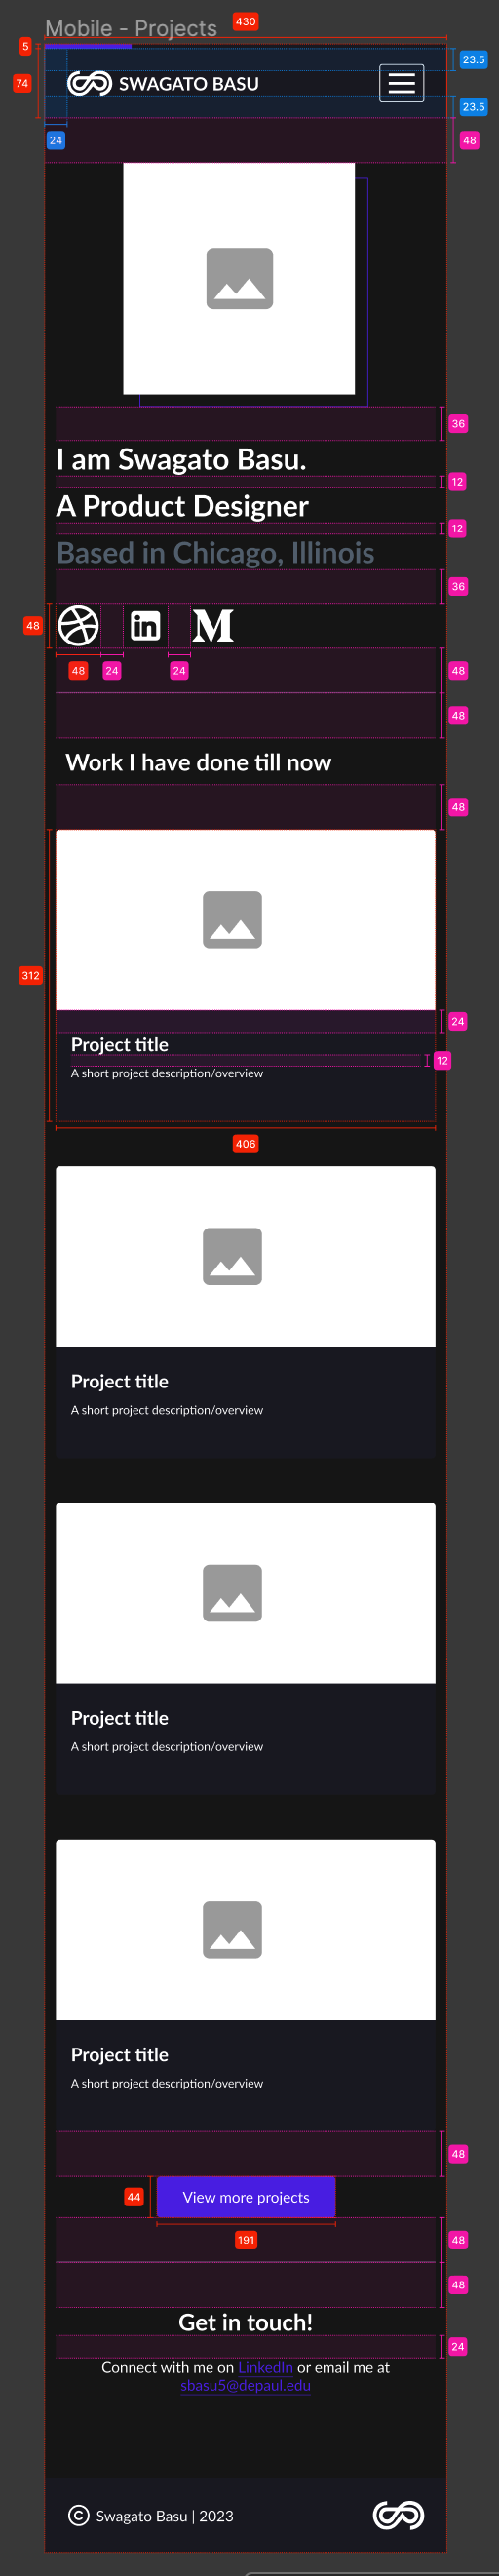 Mobile - Projects
430
5
74
SWAGATO BASU
23.5
23.5
24
48
36
I am Swagato Basu.
12
A Product Designer
12
Based in Chicago, Illinois
36
48
M
48
24
24
48
48
Work I have done till now
48
312
24
Project title
12
A short project description/overview
406
Project title
A short project description/overview
Project title
A short project description/overview
Project title
A short project description/overview
48
44
View more projects
191
48
48
Get in touch!
24
Connect with me on LinkedIn or email me at
sbasu5@depaul.edu
© Swagato Basu | 2023